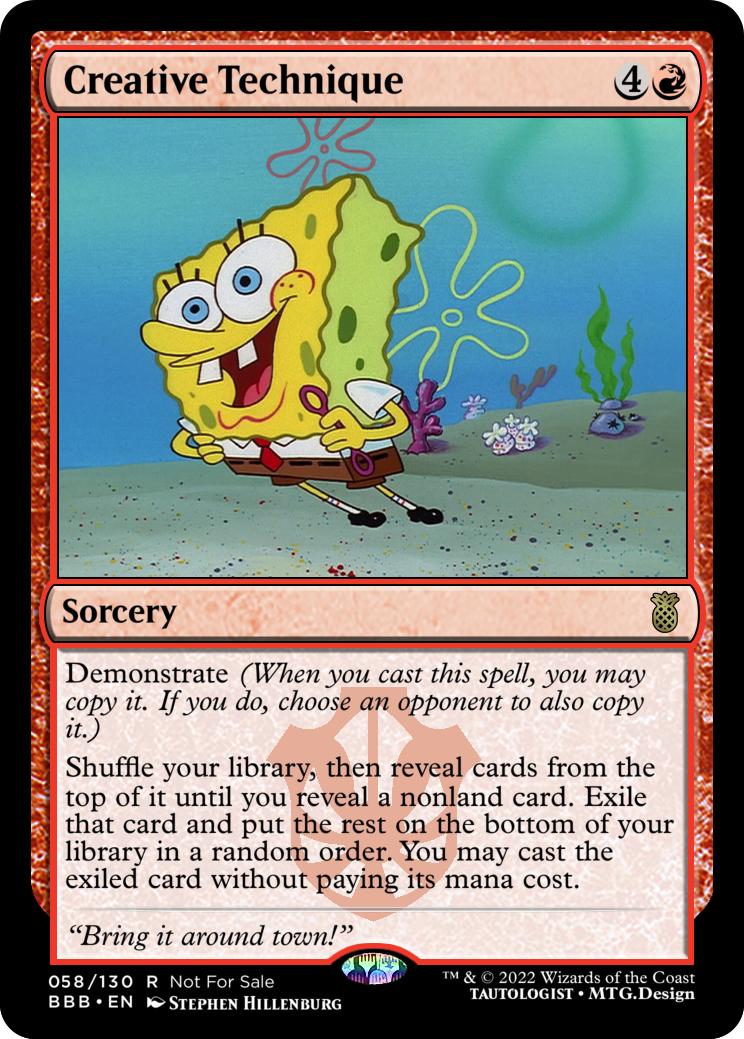 Creative Technique 4
Sorcery
Demonstrate (When you cast this spell, you may
copy it. If you do, choose an opponent to also copy
it.)
Shuffle your library, then reveal cards from the
top of it until you reveal a nonland card. Exile
that card and put the rest on the bottom of your
library in a random order. You may cast the
exiled card without paying its mana cost.
“Bring it around town!”
058/130 R Not For Sale
BBB • EN Stephen Hillenburg
™ & © 2022 Wizards of the Coast
TAUTOLOGIST • MTG.Design